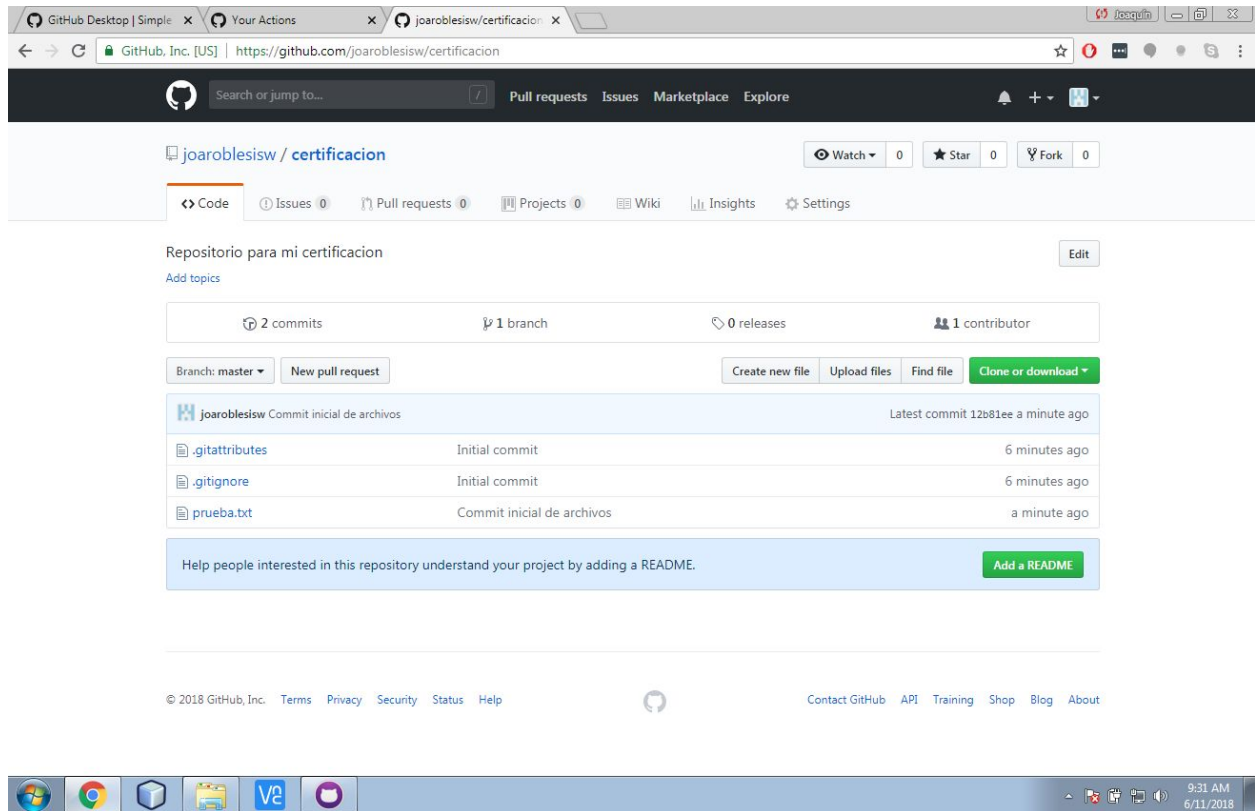 GitHub Desktop | Simple Your Actions joaroblesisw/certificacion Joaquín
GitHub, Inc. [US] | https://github.com/joaroblesisw/certificacion
Search or jump to... / Pull requests Issues Marketplace Explore
joaroblesisw / certificacion Watch 0 Star 0 Fork 0
Code Issues 0 Pull requests 0 Projects 0 Wiki Insights Settings
Repositorio para mi certificacion Edit
Add topics
2 commits 1 branch 0 releases 1 contributor
Branch: master New pull request Create new file Upload files Find file Clone or download
joaroblesisw Commit inicial de archivos Latest commit 12b81ee a minute ago
.gitattributes Initial commit 6 minutes ago
.gitignore Initial commit 6 minutes ago
prueba.txt Commit inicial de archivos a minute ago
Help people interested in this repository understand your project by adding a README. Add a README
© 2018 GitHub, Inc. Terms Privacy Security Status Help Contact GitHub API Training Shop Blog About
9:31 AM
6/11/2018